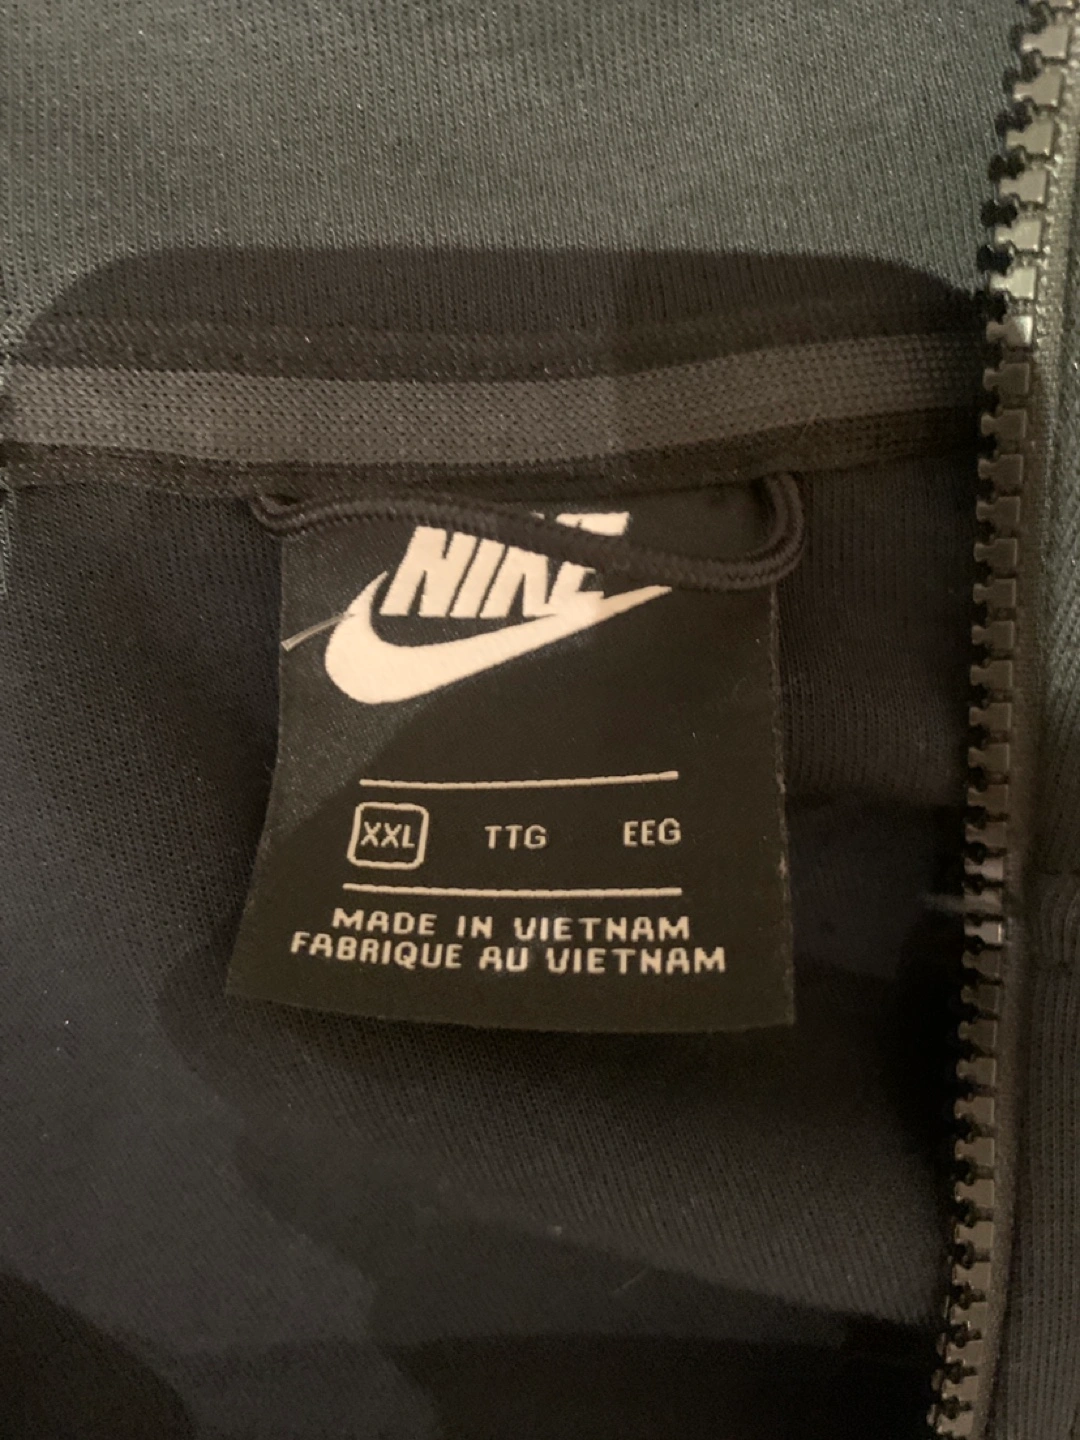 NIKE
XXL TTG EEG
MADE IN VIETNAM
FABRIQUE AU VIETNAM